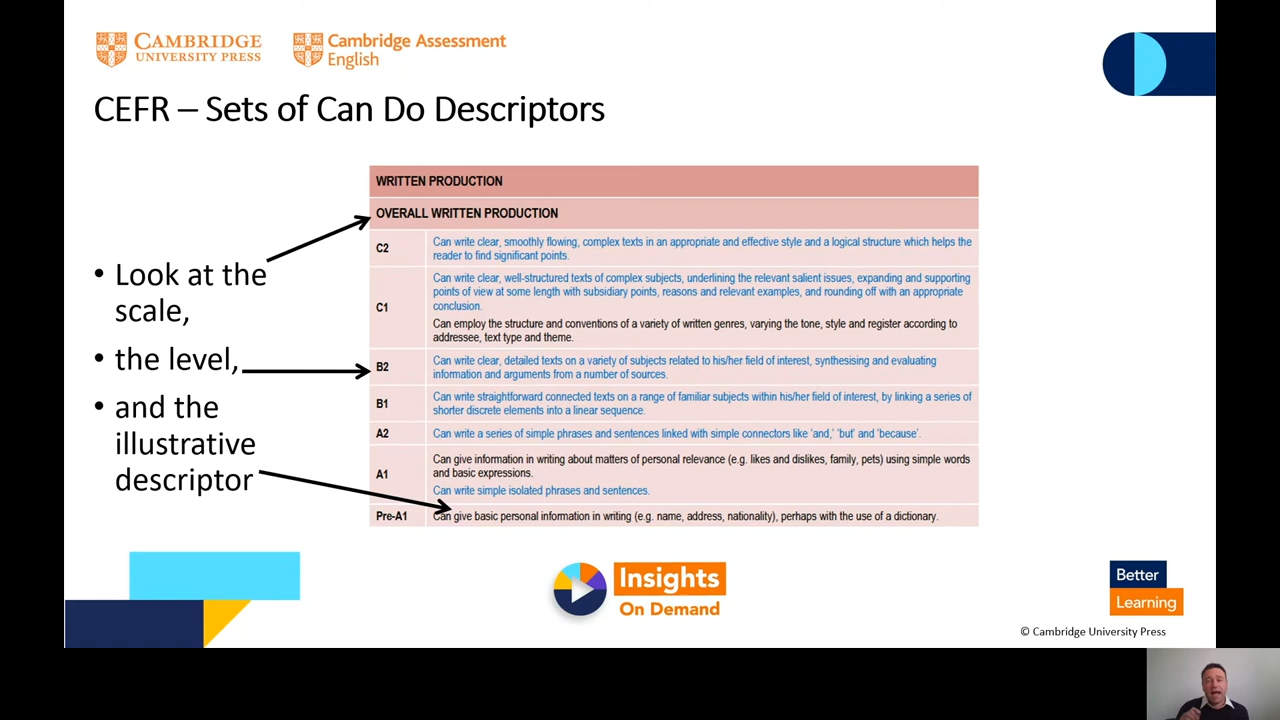 CAMBRIDGE
UNIVERSITY PRESS
Cambridge Assessment
English
CEFR – Sets of Can Do Descriptors
• Look at the
scale,
• the level,
• and the
illustrative
descriptor
WRITTEN PRODUCTION
OVERALL WRITTEN PRODUCTION
C2
Can write clear, smoothly flowing, complex texts in an appropriate and effective style and a logical structure which helps the
reader to find significant points.
C1
Can write clear, well-structured texts of complex subjects, underlining the relevant salient issues, expanding and supporting
points of view at some length with subsidiary points, reasons and relevant examples, and rounding off with an appropriate
conclusion.
Can employ the structure and conventions of a variety of written genres, varying the tone, style and register according to
addressee, text type and theme.
B2
Can write clear, detailed texts on a variety of subjects related to his/her field of interest, synthesising and evaluating
information and arguments from a number of sources.
B1
Can write straightforward connected texts on a range of familiar subjects within his/her field of interest, by linking a series of
shorter discrete elements into a linear sequence.
A2
Can write a series of simple phrases and sentences linked with simple connectors like 'and,' 'but' and 'because'.
A1
Can give information in writing about matters of personal relevance (e.g. likes and dislikes, family, pets) using simple words
and basic expressions.
Can write simple isolated phrases and sentences.
Pre-A1
Can give basic personal information in writing (e.g. name, address, nationality), perhaps with the use of a dictionary.
Insights
On Demand
Better
Learning
© Cambridge University Press